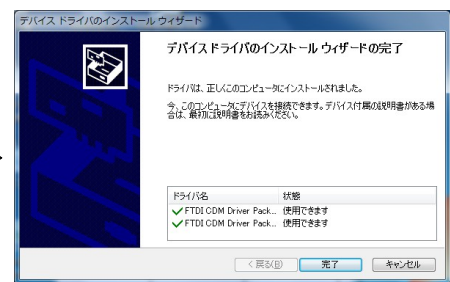 デバイス ドライバのインストール ウィザード
デバイス ドライバのインストール ウィザードの完了
ドライバは、正しくこのコンピュータにインストールされました。
今、このコンピュータにデバイスを接続できます。デバイス付属の説明書がある場
合は、最初に説明書をお読みください。
ドライバ名 状態
FTDI CDM Driver Pack... 使用できます
FTDI CDM Driver Pack... 使用できます
< 戻る(B) 完了 キャンセル